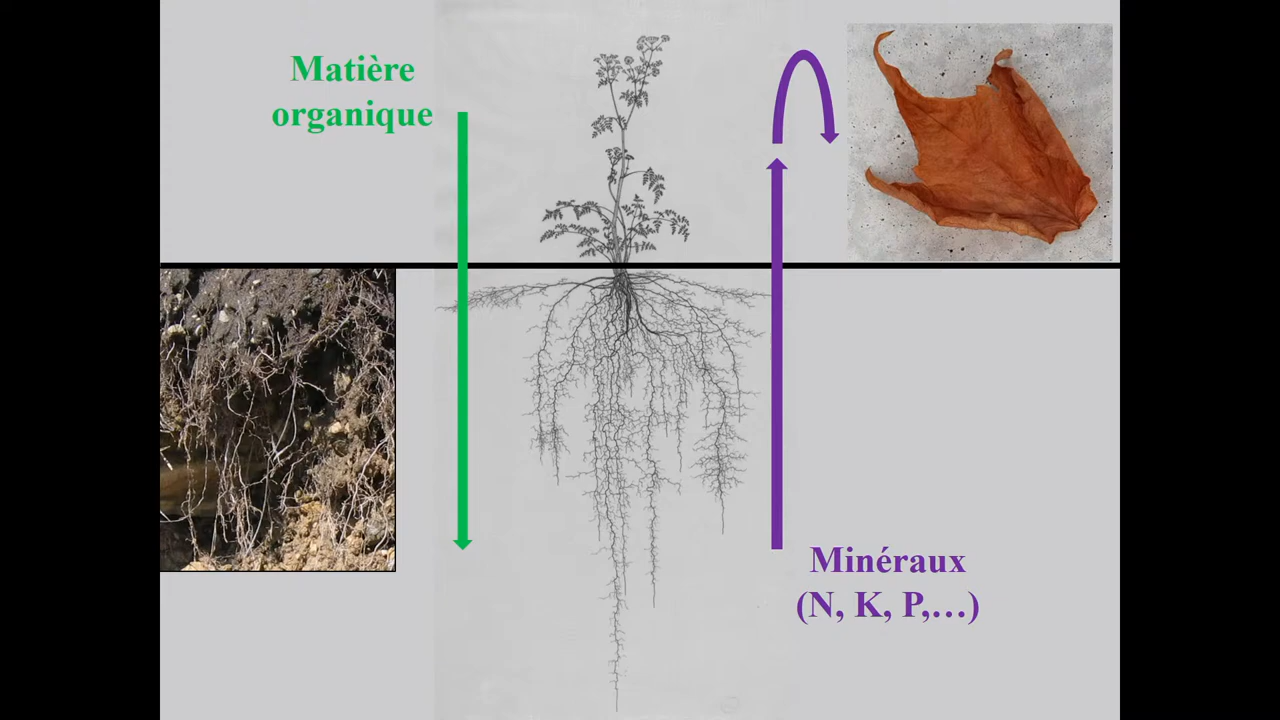 Matière
organique
Minéraux
(N, K, P,…)